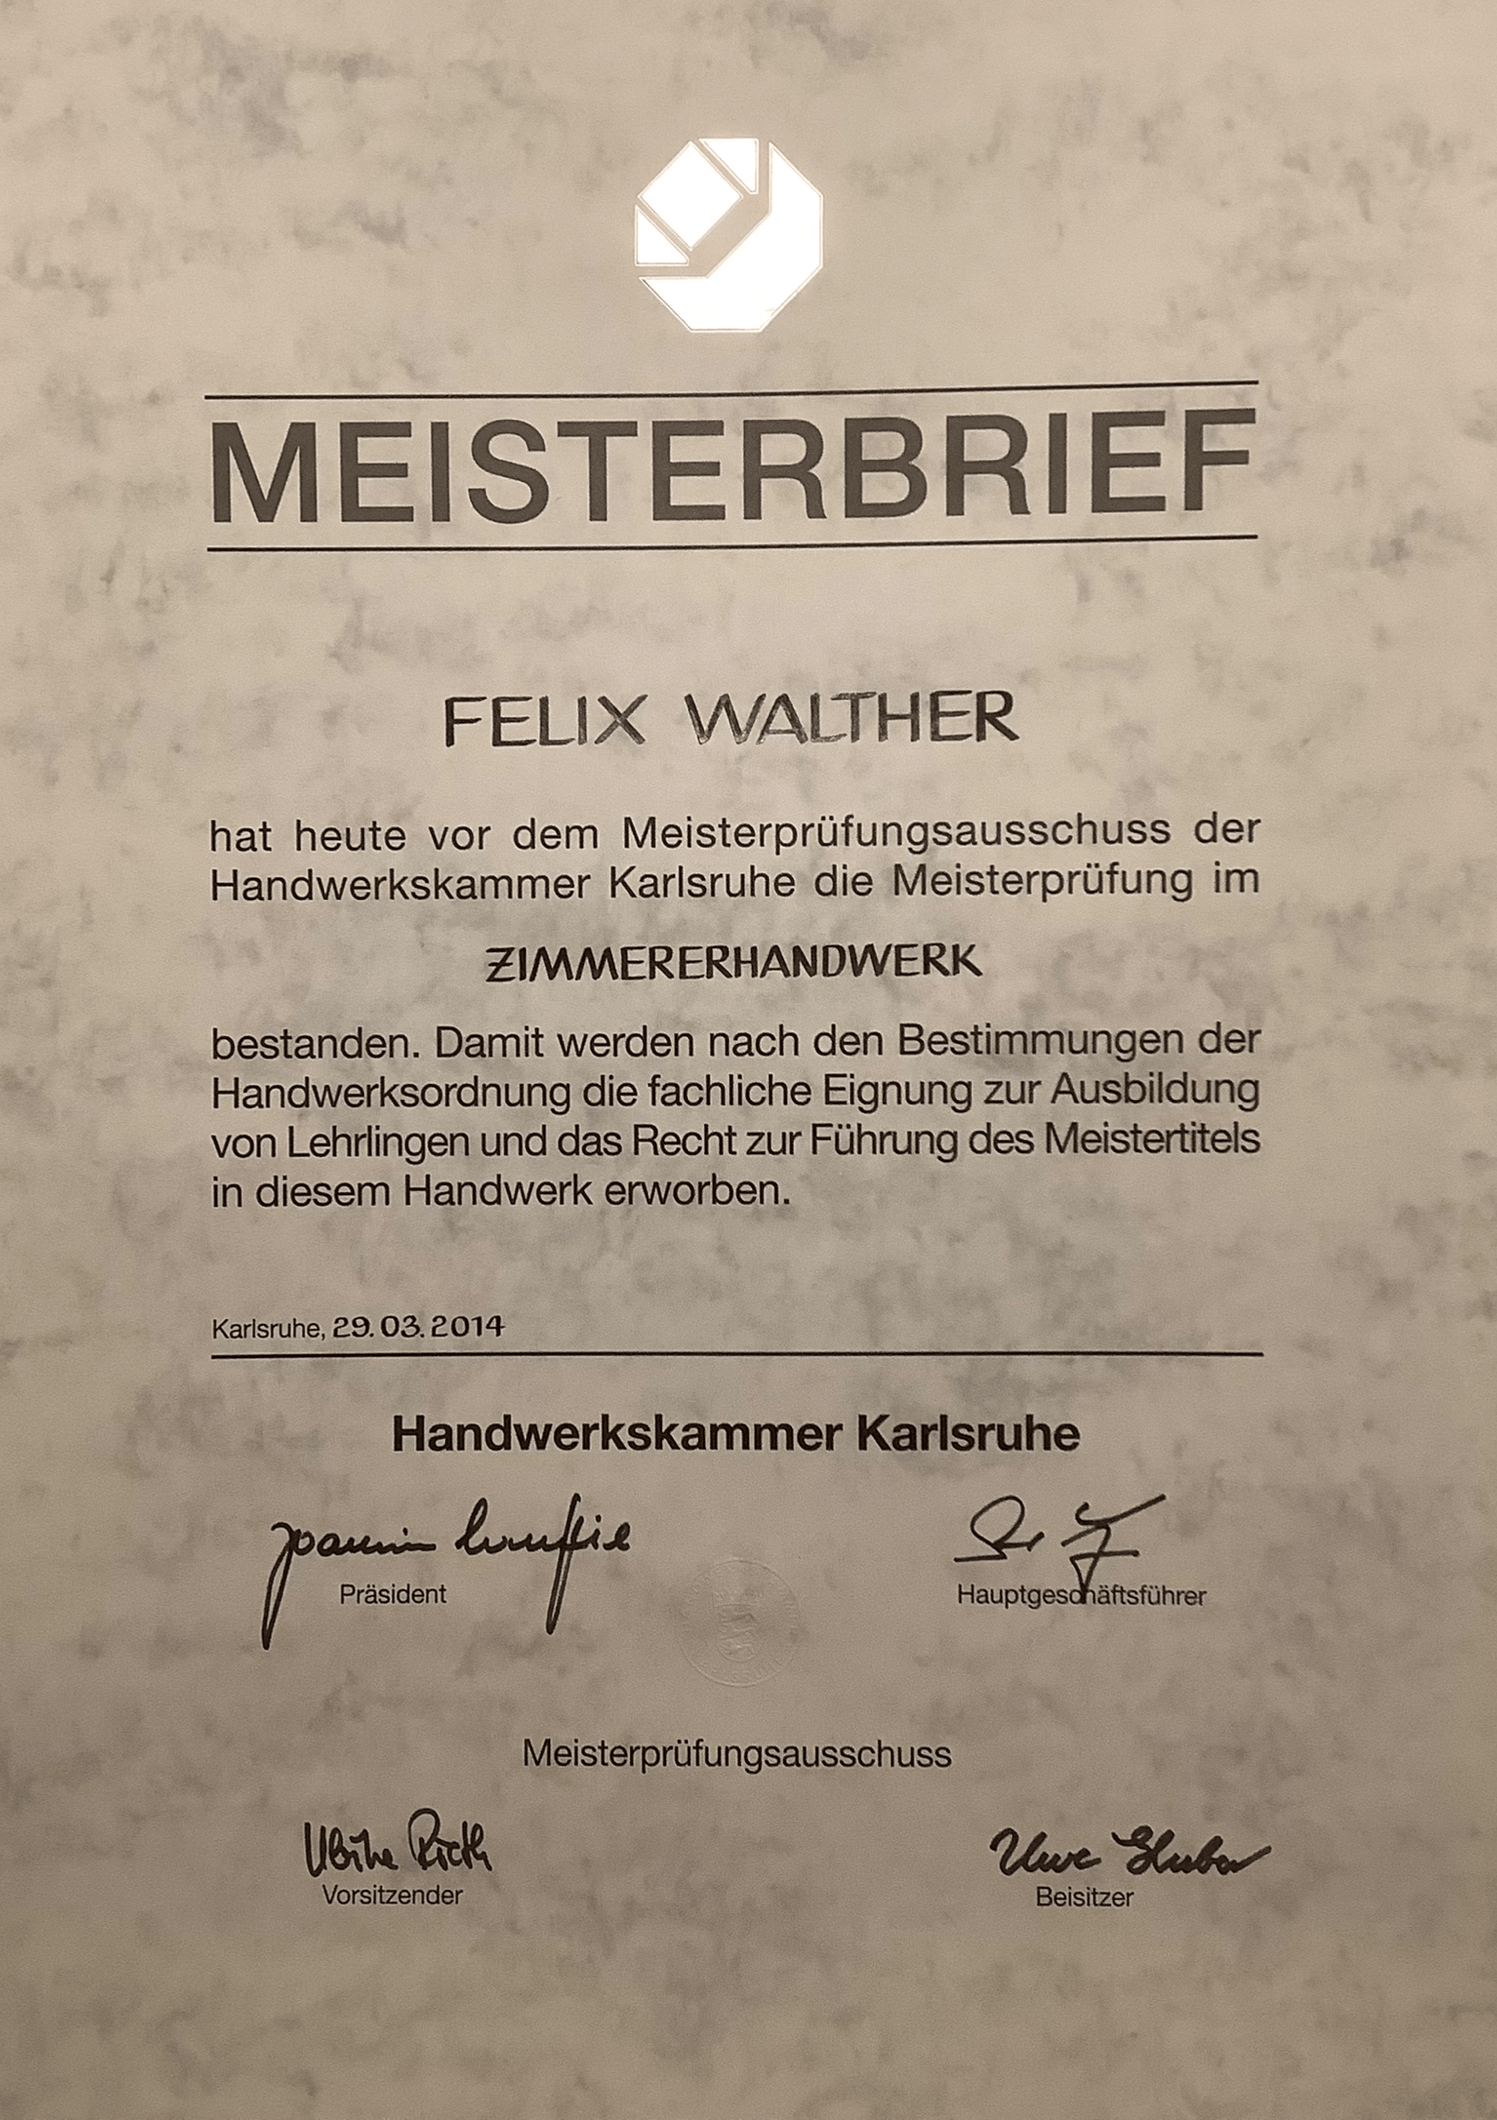 MEISTERBRIEF
FELIX WALTHER
hat heute vor dem Meisterprüfungsausschuss der
Handwerkskammer Karlsruhe die Meisterprüfung im
ZIMMERERHANDWERK
bestanden. Damit werden nach den Bestimmungen der
Handwerksordnung die fachliche Eignung zur Ausbildung
von Lehrlingen und das Recht zur Führung des Meistertitels
in diesem Handwerk erworben.
Karlsruhe, 29.03.2014
Handwerkskammer Karlsruhe
Präsident
Hauptgeschäftsführer
Meisterprüfungsausschuss
Uwe
Vorsitzender
Beisitzer